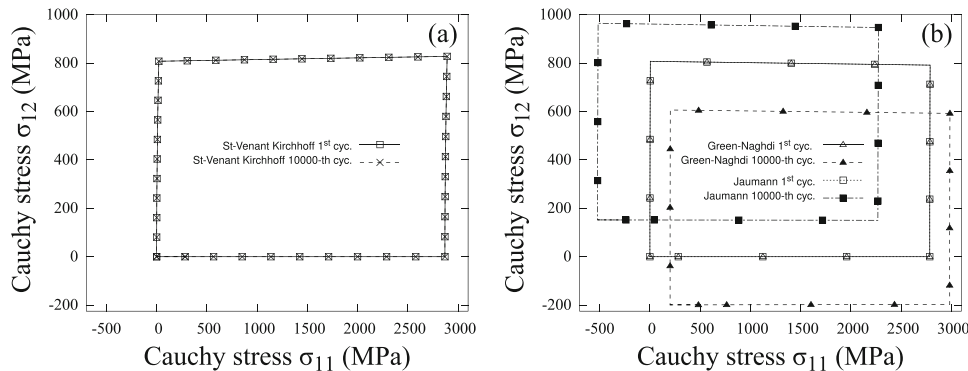 (a)
1000
800
600
400
200
0
-200
-500 0 500 1000 1500 2000 2500 3000
Cauchy stress σ12 (MPa)
Cauchy stress σ11 (MPa)
St-Venant Kirchhoff 1st cyc.
St-Venant Kirchhoff 10000-th cyc.
(b)
1000
800
600
400
200
0
-200
-500 0 500 1000 1500 2000 2500 3000
Cauchy stress σ12 (MPa)
Cauchy stress σ11 (MPa)
Green-Naghdi 1st cyc.
Green-Naghdi 10000-th cyc.
Jaumann 1st cyc.
Jaumann 10000-th cyc.